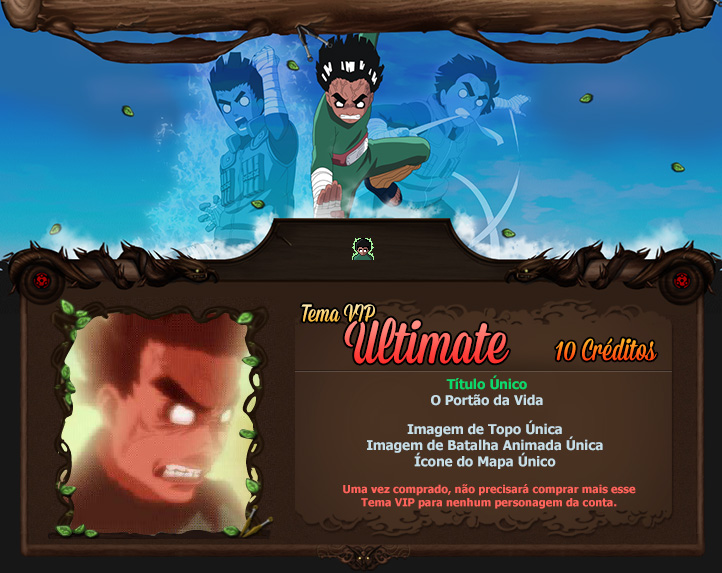 Tema VIP
Ultimate
10 Créditos
Título Único
O Portão da Vida
Imagem de Topo Única
Imagem de Batalha Animada Única
Ícone do Mapa Único
Uma vez comprado, não precisará comprar mais esse
Tema VIP para nenhum personagem da conta.